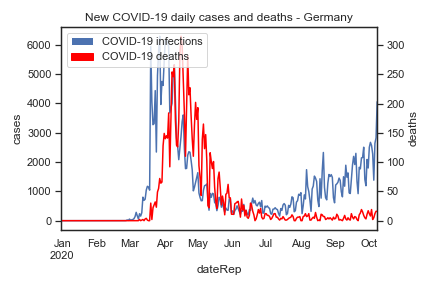 New COVID-19 daily cases and deaths - Germany
COVID-19 infections
COVID-19 deaths
6000
5000
4000
3000
2000
1000
0
cases
300
250
200
150
100
50
0
deaths
Jan Feb Mar Apr May Jun Jul Aug Sep Oct
2020
dateRep